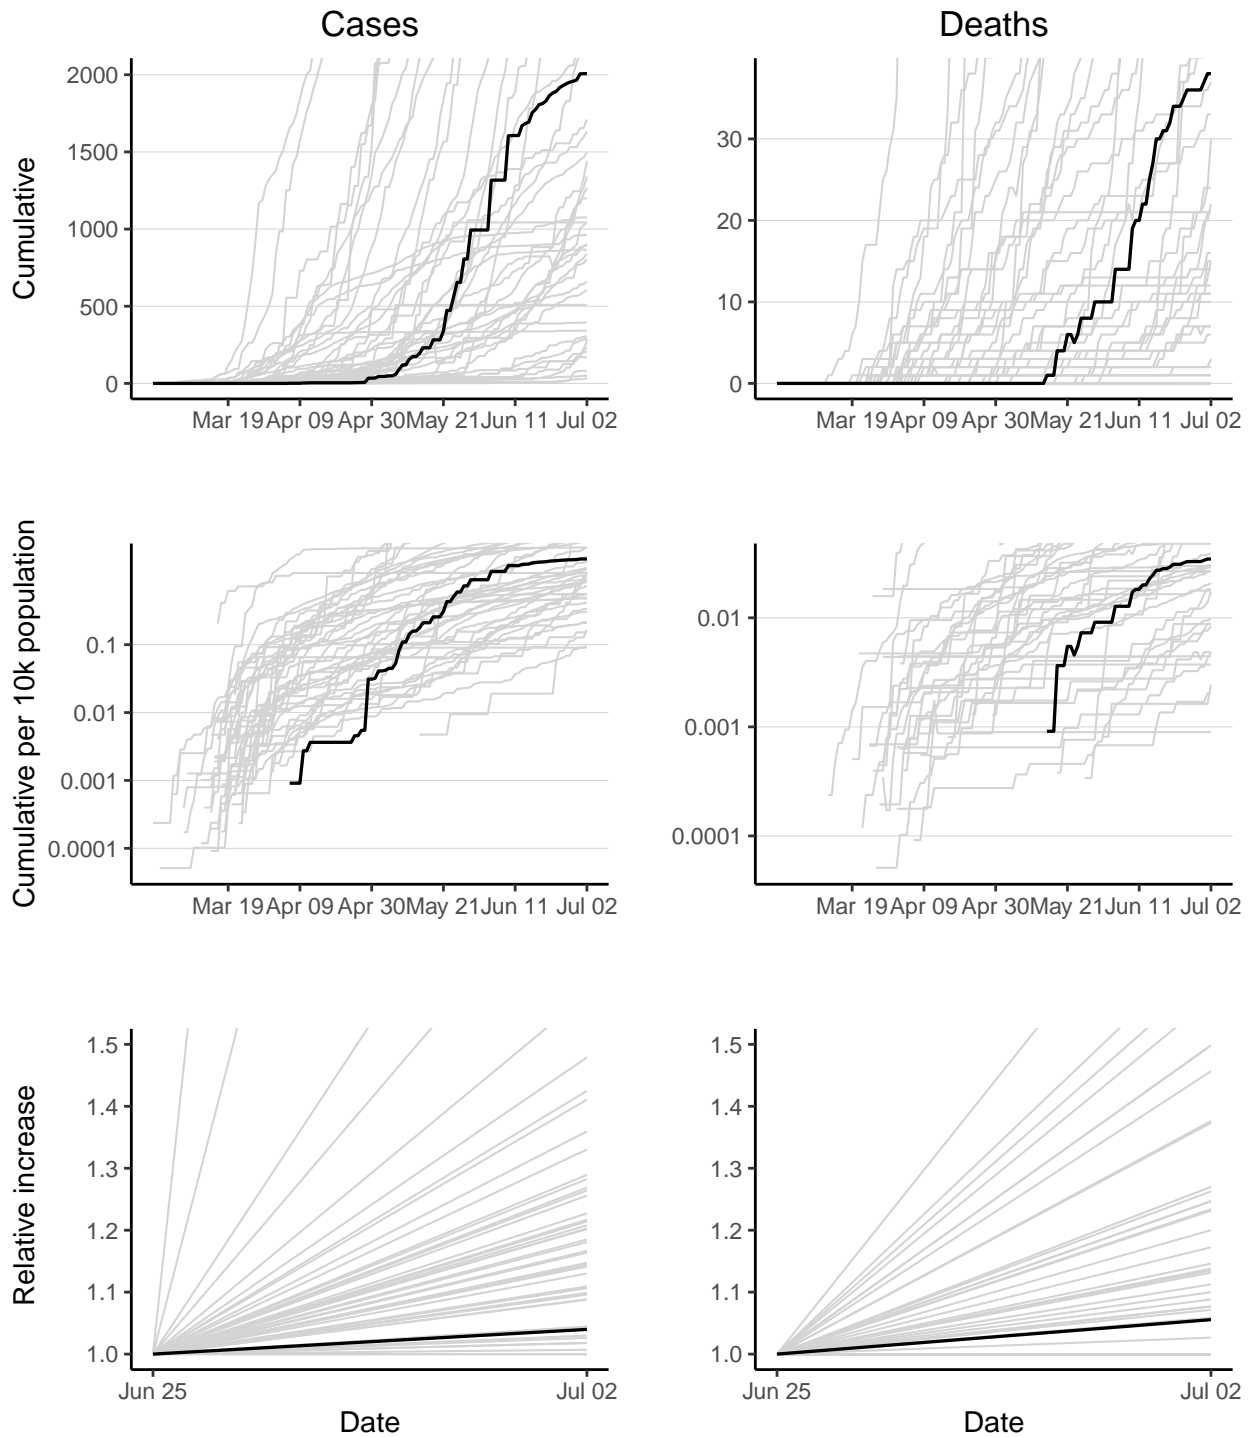 Cases
Deaths
Cumulative
2000
1500
1000
500
0
Mar 19 Apr 09 Apr 30 May 21 Jun 11 Jul 02
30
20
10
0
Mar 19 Apr 09 Apr 30 May 21 Jun 11 Jul 02
Cumulative per 10k population
0.1
0.01
0.001
0.0001
Mar 19 Apr 09 Apr 30 May 21 Jun 11 Jul 02
0.01
0.001
0.0001
Mar 19 Apr 09 Apr 30 May 21 Jun 11 Jul 02
Relative increase
1.5
1.4
1.3
1.2
1.1
1.0
Jun 25 Jul 02
Date
1.5
1.4
1.3
1.2
1.1
1.0
Jun 25 Jul 02
Date